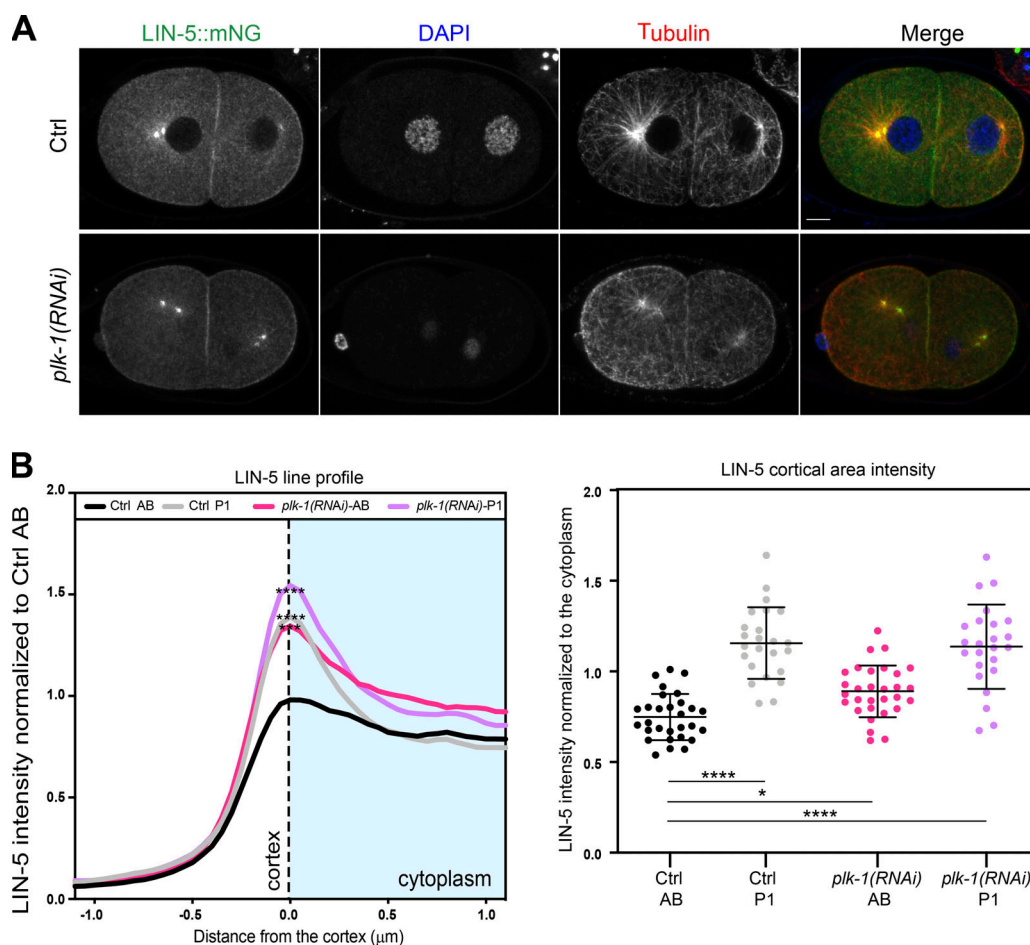 A
LIN-5::mNG DAPI Tubulin Merge
Ctrl
plk-1(RNAi)
B
LIN-5 line profile
LIN-5 intensity normalized to Ctrl AB
2.0
1.5
1.0
0.5
0.0
Ctrl AB Ctrl P1 plk-1(RNAi)-AB plk-1(RNAi)-P1
****
****
***
cortex
cytoplasm
-1.0 -0.5 0.0 0.5 1.0
Distance from the cortex (μm)
LIN-5 cortical area intensity
LIN-5 intensity normalized to the cytoplasm
2.0
1.5
1.0
0.5
0.0
****
*
****
Ctrl Ctrl plk-1(RNAi) plk-1(RNAi)
AB P1 AB P1